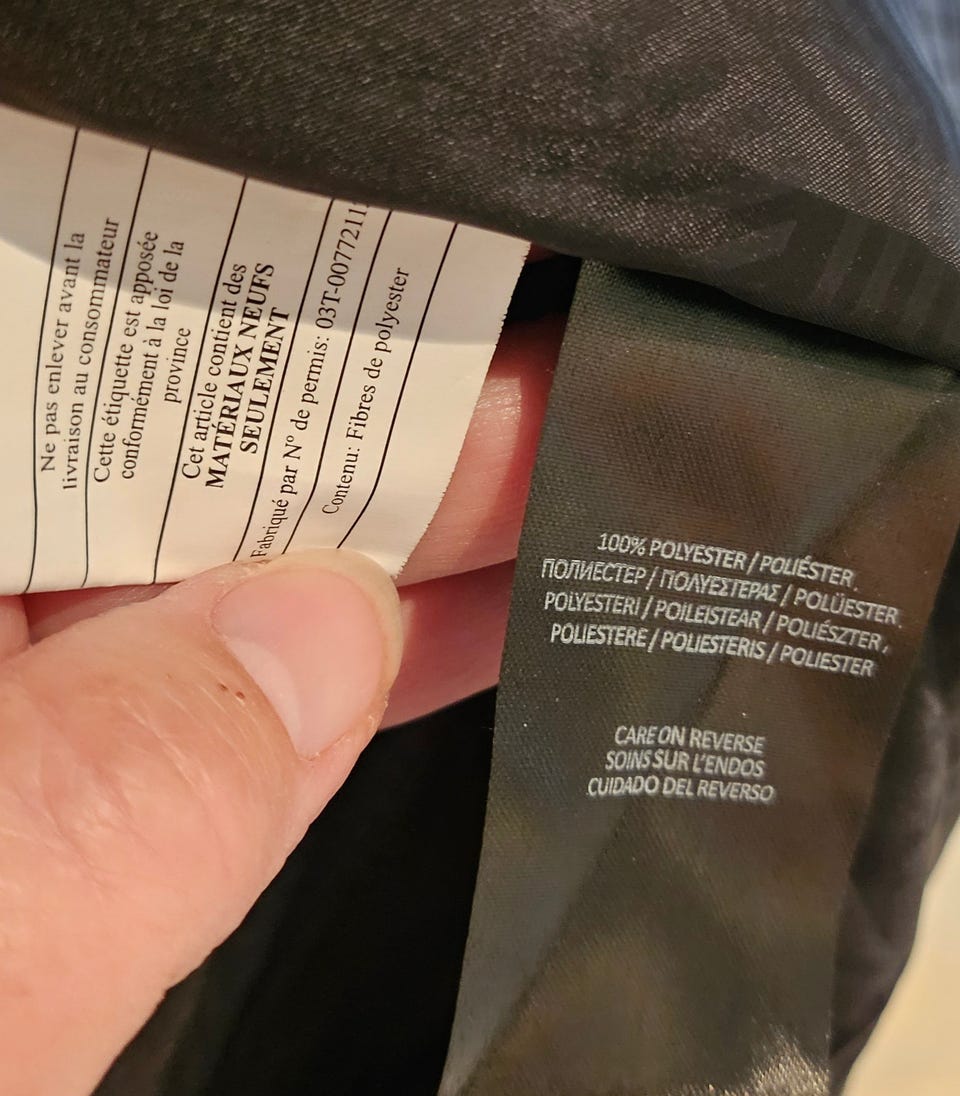 Ne pas enlever avant la
livraison au consommateur
Cette étiquette est apposée
conformément à la loi de la
province
Cet article contient des
MATÉRIAUX NEUFS
SEULEMENT
Fabriqué par Nº de permis: 03T-0077211
Contenu: Fibres de polyester
100% POLYESTER / POLIÉSTER
ПОЛИЕСТЕР / ΠΟΛΥΕΣΤΕΡΑΣ / POLÜESTER
POLYESTERI / POILEISTEAR / POLIÉSZTER,
POLIESTERE / POLIESTERIS / POLIESTER
CARE ON REVERSE
SOINS SUR L'ENDOS
CUIDADO DEL REVERSO